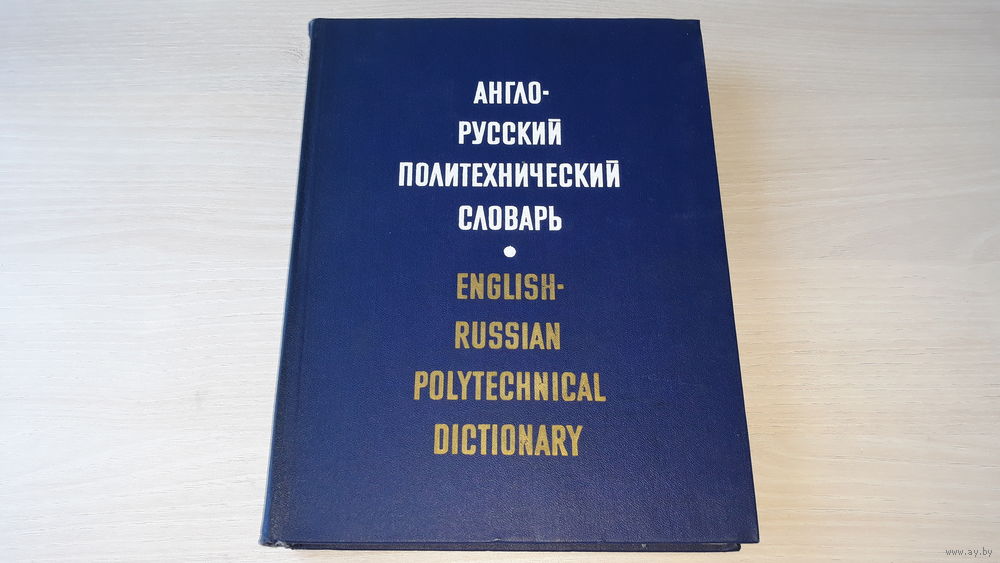 АНГЛО-
РУССКИЙ
ПОЛИТЕХНИЧЕСКИЙ
СЛОВАРЬ
ENGLISH-
RUSSIAN
POLYTECHNICAL
DICTIONARY
www.ay.by